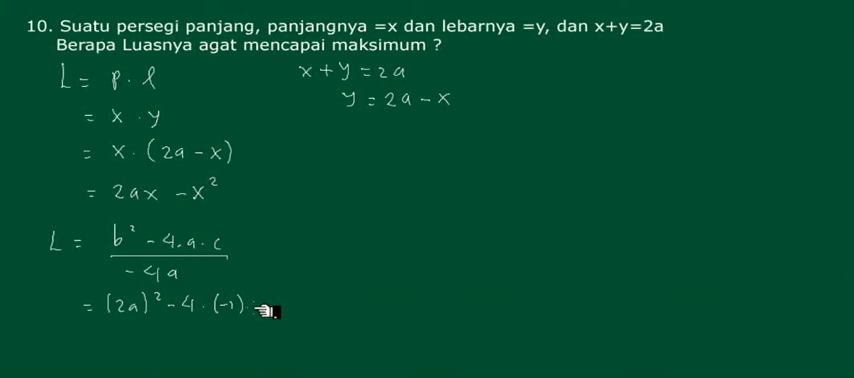 10. Suatu persegi panjang, panjangnya =x dan lebarnya =y, dan x+y=2a
Berapa Luasnya agat mencapai maksimum ?
L = p . l
x + y = 2a
y = 2a - x
= x . y
= x . (2a - x)
= 2ax - x²
L = b² - 4.a.c
- 4a
= (2a)² - 4 . (-1) .